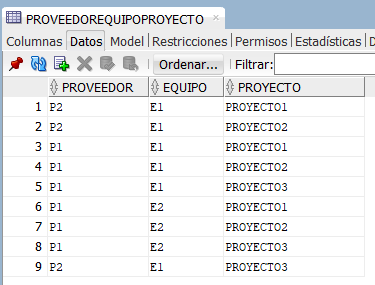 PROVEEDOREQUIPOPROYECTO
Columnas Datos Model Restricciones Permisos Estadísticas D
Ordenar... Filtrar:
PROVEEDOR EQUIPO PROYECTO
1 P2 E1 PROYECTO1
2 P2 E1 PROYECTO2
3 P1 E1 PROYECTO1
4 P1 E1 PROYECTO2
5 P1 E1 PROYECTO3
6 P1 E2 PROYECTO1
7 P1 E2 PROYECTO2
8 P1 E2 PROYECTO3
9 P2 E1 PROYECTO3